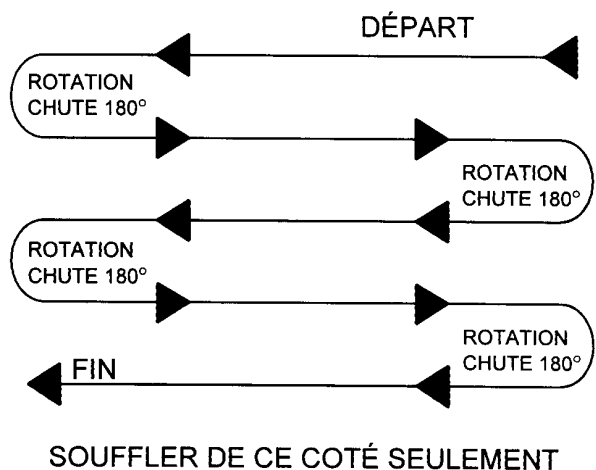 DÉPART
ROTATION
CHUTE 180°
ROTATION
CHUTE 180°
ROTATION
CHUTE 180°
ROTATION
CHUTE 180°
FIN
SOUFFLER DE CE COTÉ SEULEMENT